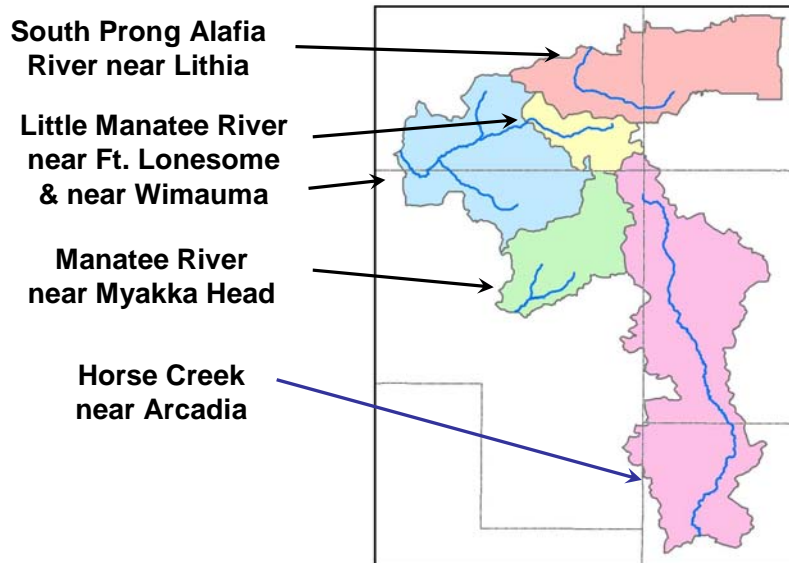 South Prong Alafia
River near Lithia
Little Manatee River
near Ft. Lonesome
& near Wimauma
Manatee River
near Myakka Head
Horse Creek
near Arcadia